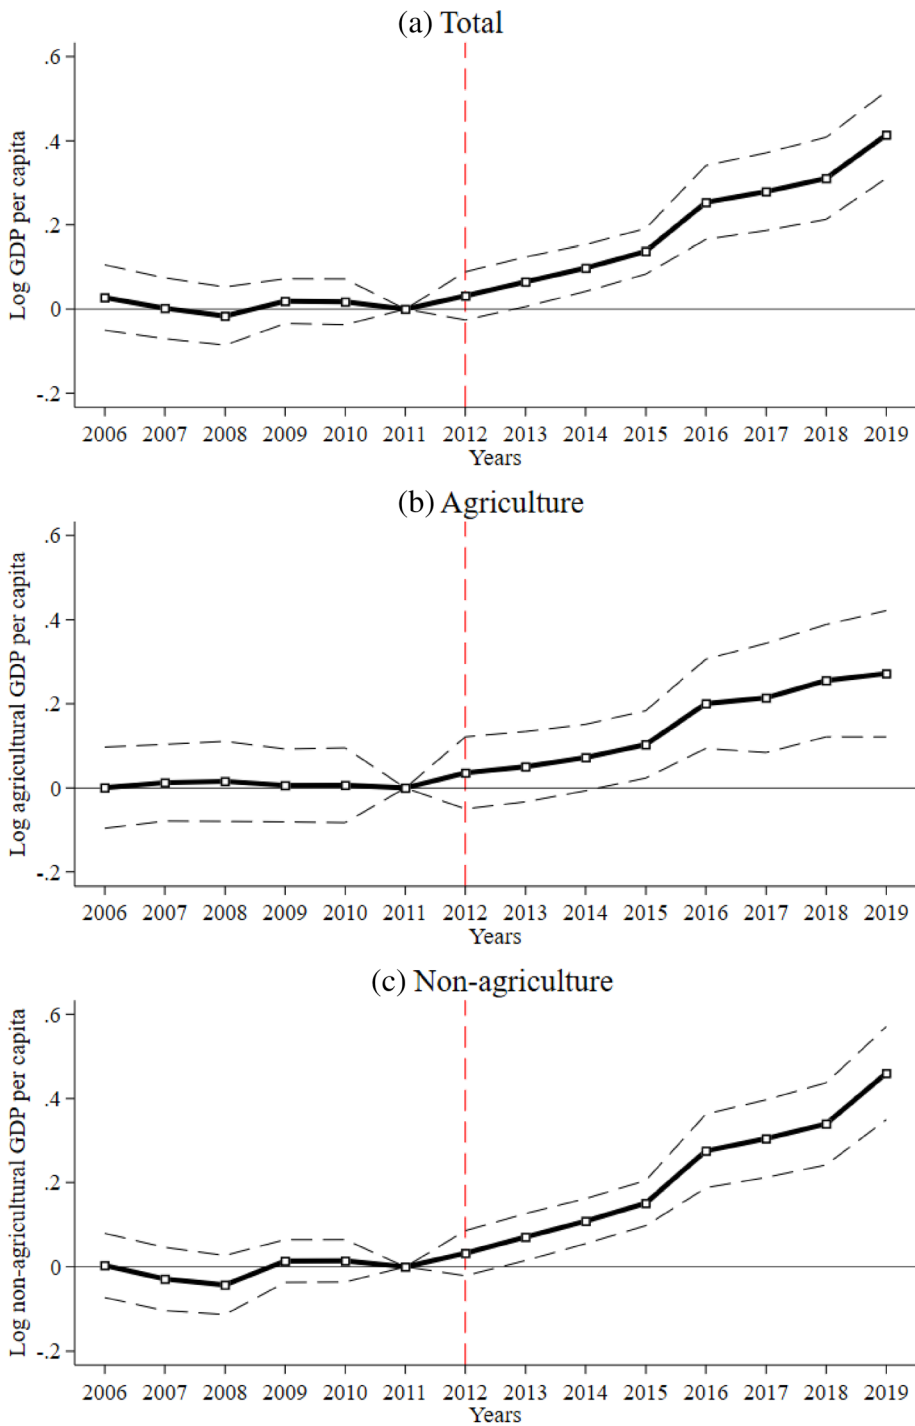 (a) Total
Log GDP per capita
.6
.4
.2
0
-.2
2006 2007 2008 2009 2010 2011 2012 2013 2014 2015 2016 2017 2018 2019
Years
(b) Agriculture
Log agricultural GDP per capita
.6
.4
.2
0
-.2
2006 2007 2008 2009 2010 2011 2012 2013 2014 2015 2016 2017 2018 2019
Years
(c) Non-agriculture
Log non-agricultural GDP per capita
.6
.4
.2
0
-.2
2006 2007 2008 2009 2010 2011 2012 2013 2014 2015 2016 2017 2018 2019
Years